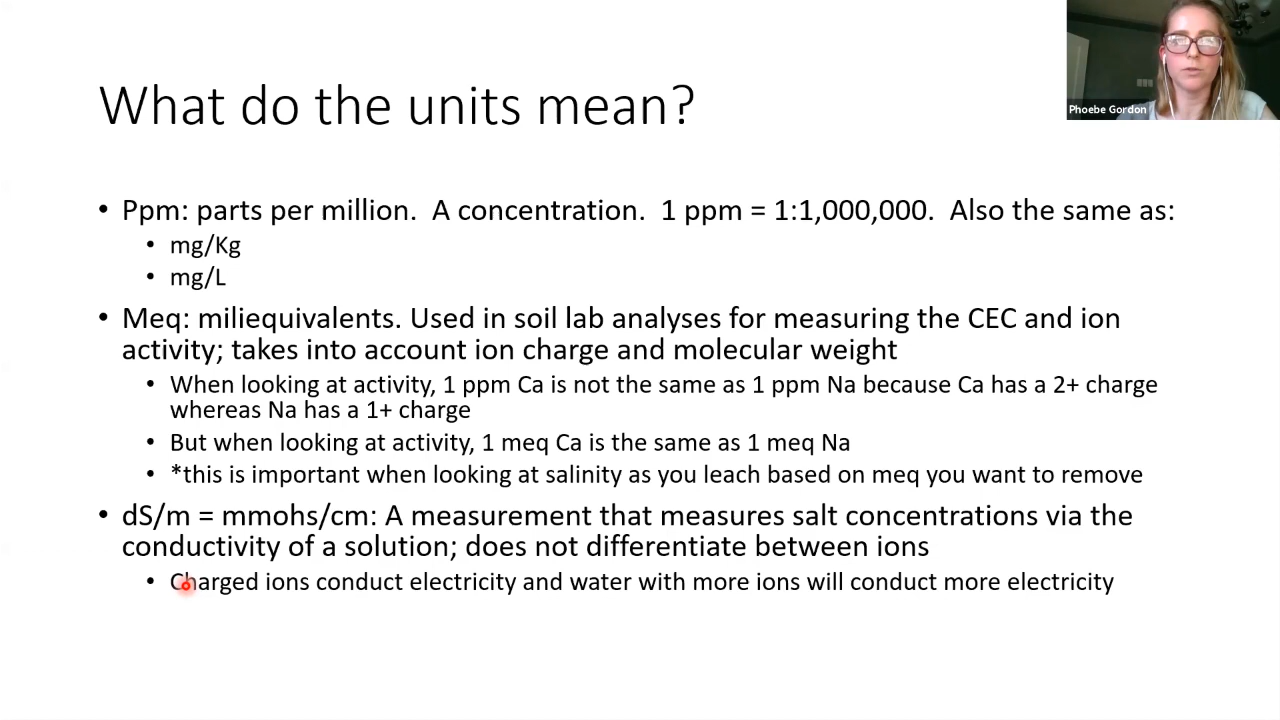 Phoebe Gordon
What do the units mean?
• Ppm: parts per million.  A concentration.  1 ppm = 1:1,000,000.  Also the same as:
• mg/Kg
• mg/L
• Meq: miliequivalents. Used in soil lab analyses for measuring the CEC and ion
activity; takes into account ion charge and molecular weight
• When looking at activity, 1 ppm Ca is not the same as 1 ppm Na because Ca has a 2+ charge
whereas Na has a 1+ charge
• But when looking at activity, 1 meq Ca is the same as 1 meq Na
• *this is important when looking at salinity as you leach based on meq you want to remove
• dS/m = mmohs/cm: A measurement that measures salt concentrations via the
conductivity of a solution; does not differentiate between ions
• Charged ions conduct electricity and water with more ions will conduct more electricity